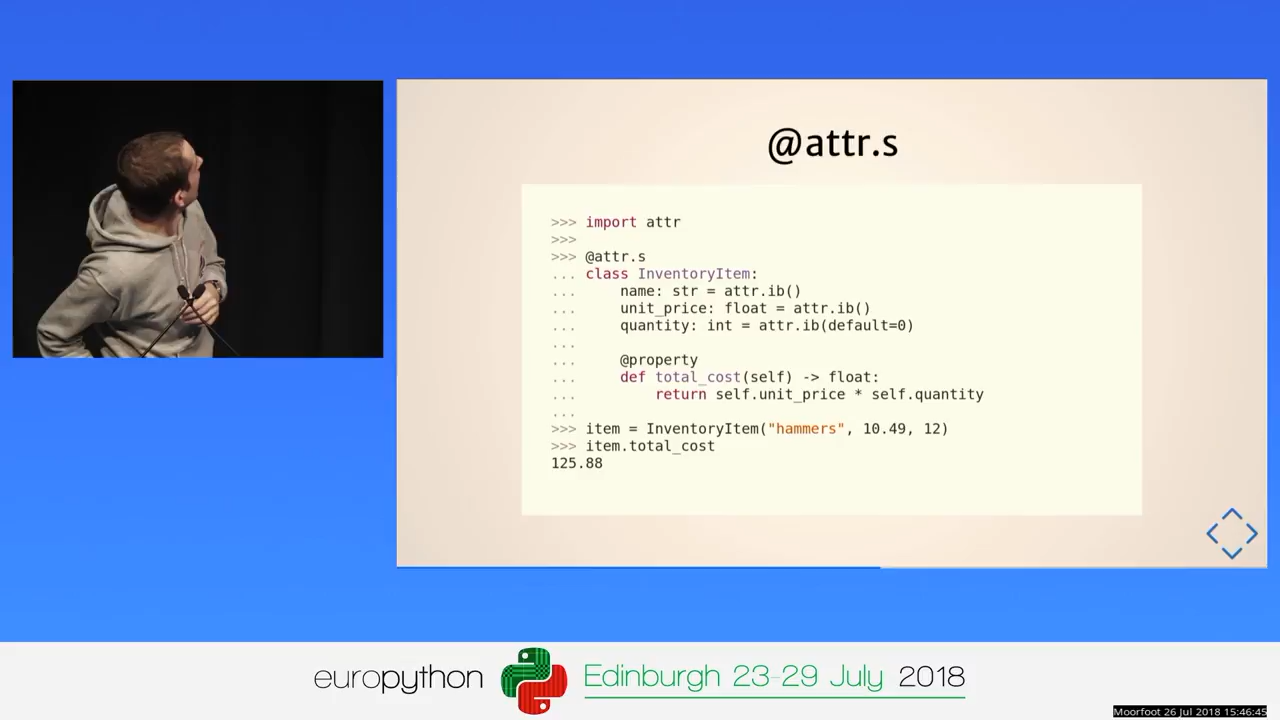 @attr.s
>>> import attr
>>>
>>> @attr.s
... class InventoryItem:
...     name: str = attr.ib()
...     unit_price: float = attr.ib()
...     quantity: int = attr.ib(default=0)
...
...     @property
...     def total_cost(self) -> float:
...         return self.unit_price * self.quantity
...
>>> item = InventoryItem("hammers", 10.49, 12)
>>> item.total_cost
125.88
europython Edinburgh 23-29 July 2018
Moorfoot 26 Jul 2018 15:46:45